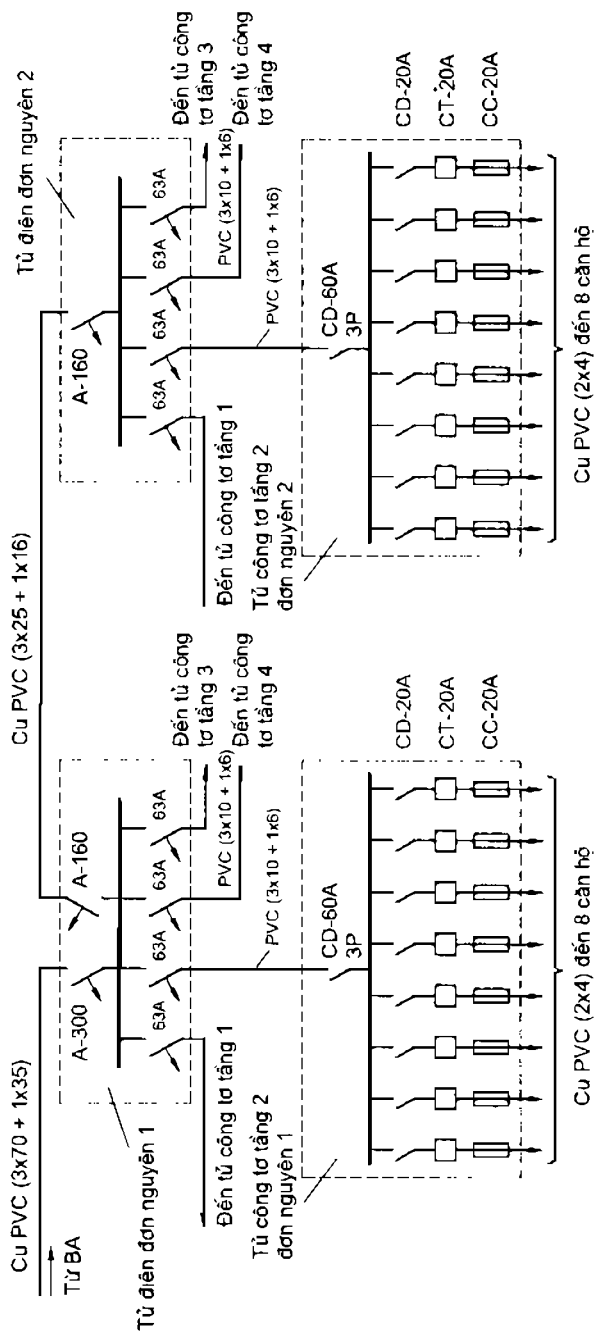 Cu PVC (3x70 + 1x35)
Từ BA
A-300
A-160
63A
63A
63A
63A
Tủ điện đơn nguyên 1
Đến tủ công
tơ tầng 3
Đến tủ công
tơ tầng 4
PVC (3x10 + 1x6)
PVC (3x10 + 1x6)
Đến tủ công tơ tầng 1
Tủ công tơ tầng 2
đơn nguyên 1
CD-60A
3P
CD-20A
CT-20A
CC-20A
Cu PVC (2x4) đến 8 căn hộ
Cu PVC (3x25 + 1x16)
Tủ điện đơn nguyên 2
A-160
63A
63A
63A
63A
Đến tủ công
tơ tầng 3
Đến tủ công
tơ tầng 4
PVC (3x10 + 1x6)
PVC (3x10 + 1x6)
Đến tủ công tơ tầng 1
Tủ công tơ tầng 2
đơn nguyên 2
CD-60A
3P
CD-20A
CT-20A
CC-20A
Cu PVC (2x4) đến 8 căn hộ